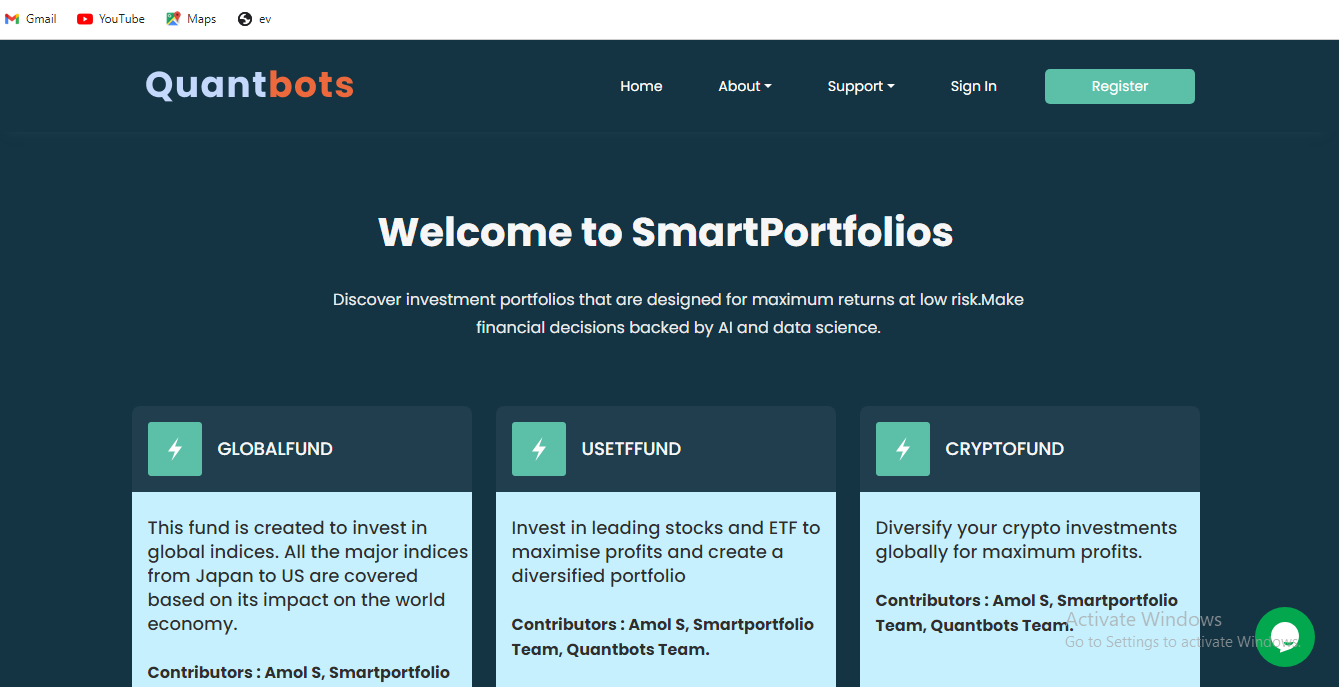 Gmail YouTube Maps ev
Quantbots Home About Support Sign In Register
Welcome to SmartPortfolios
Discover investment portfolios that are designed for maximum returns at low risk.Make
financial decisions backed by AI and data science.
GLOBALFUND
This fund is created to invest in
global indices. All the major indices
from Japan to US are covered
based on its impact on the world
economy.
Contributors : Amol S, Smartportfolio
USETFFUND
Invest in leading stocks and ETF to
maximise profits and create a
diversified portfolio
Contributors : Amol S, Smartportfolio
Team, Quantbots Team.
CRYPTOFUND
Diversify your crypto investments
globally for maximum profits.
Contributors : Amol S, Smartportfolio
Team, Quantbots Team.
Activate Windows
Go to Settings to activate Windows.